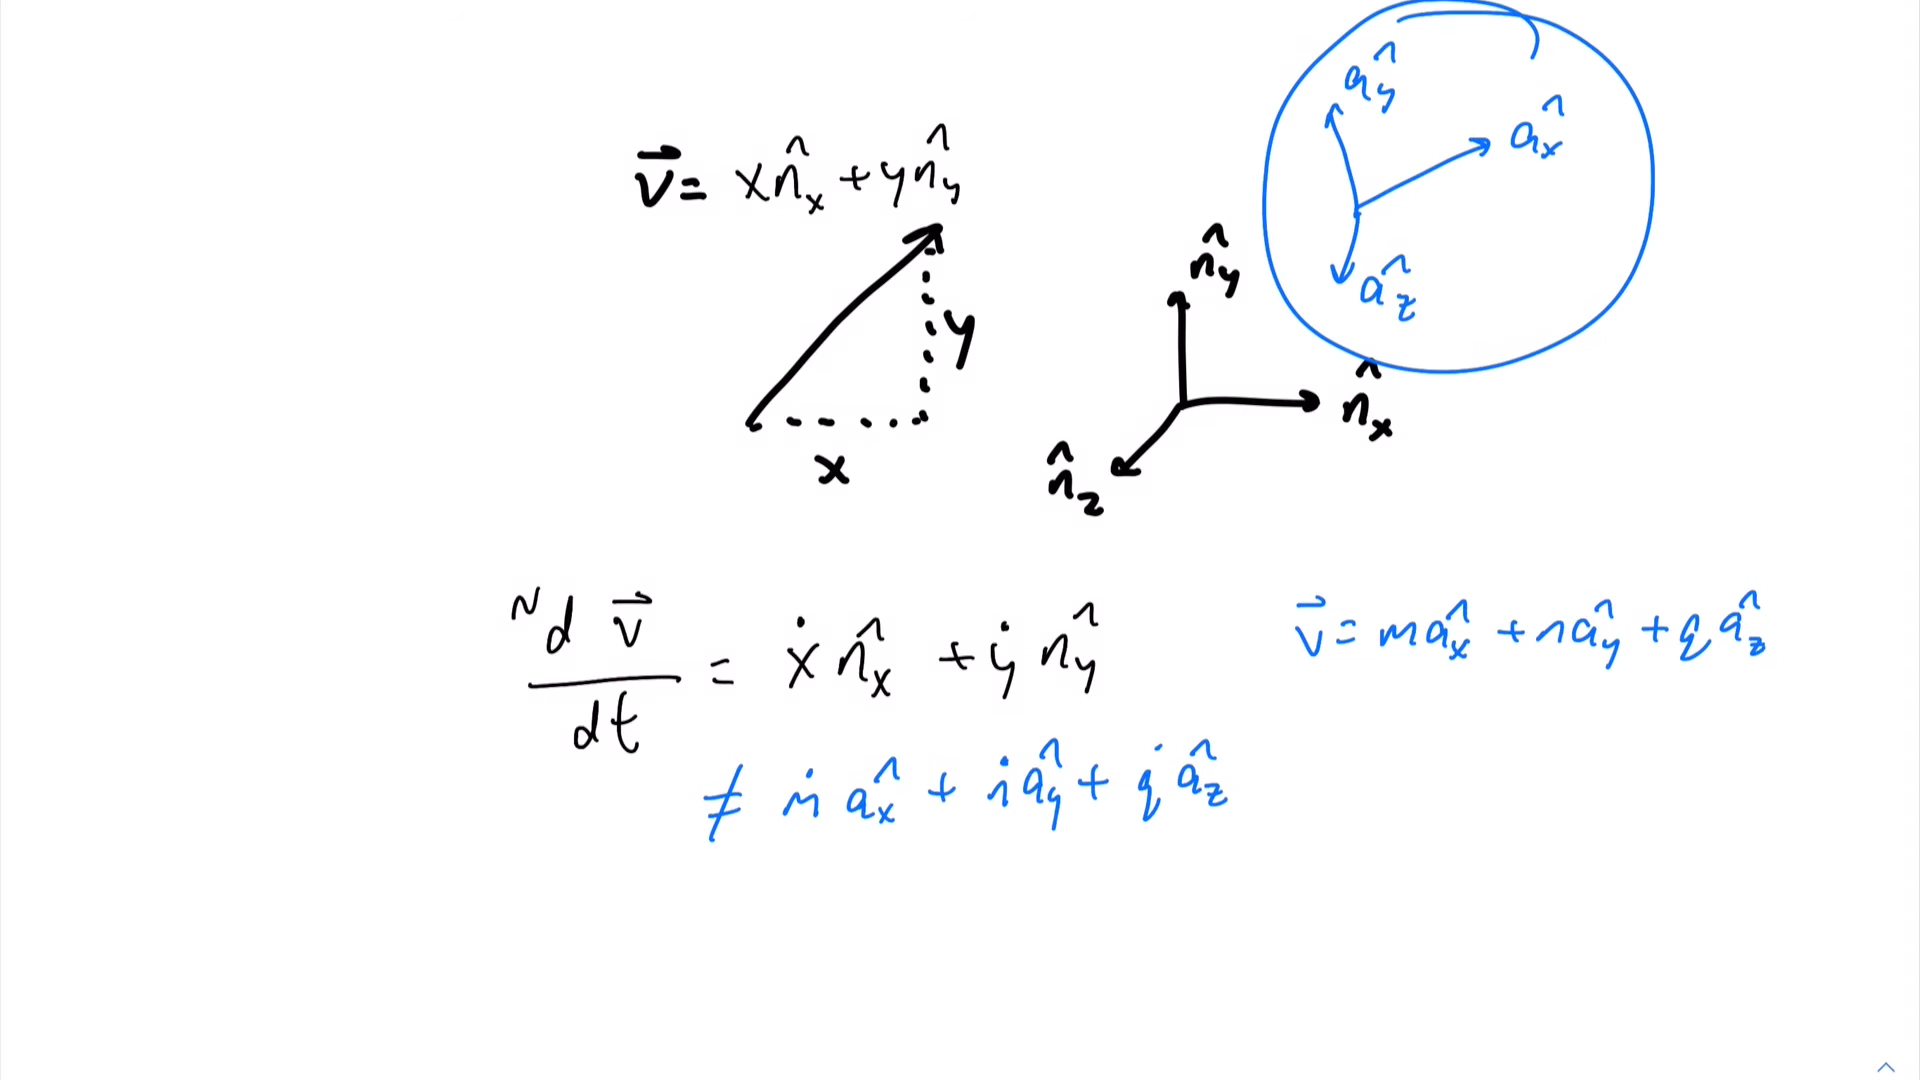 v⃗ = x n̂x + y n̂y
y
x
n̂y
n̂x
n̂z
ây
âx
âz
ᴺd v⃗ / dt = ẋ n̂x + ẏ n̂y
≠ ṁ âx + ṅ ây + q̇ âz
v⃗ = m âx + n ây + q âz